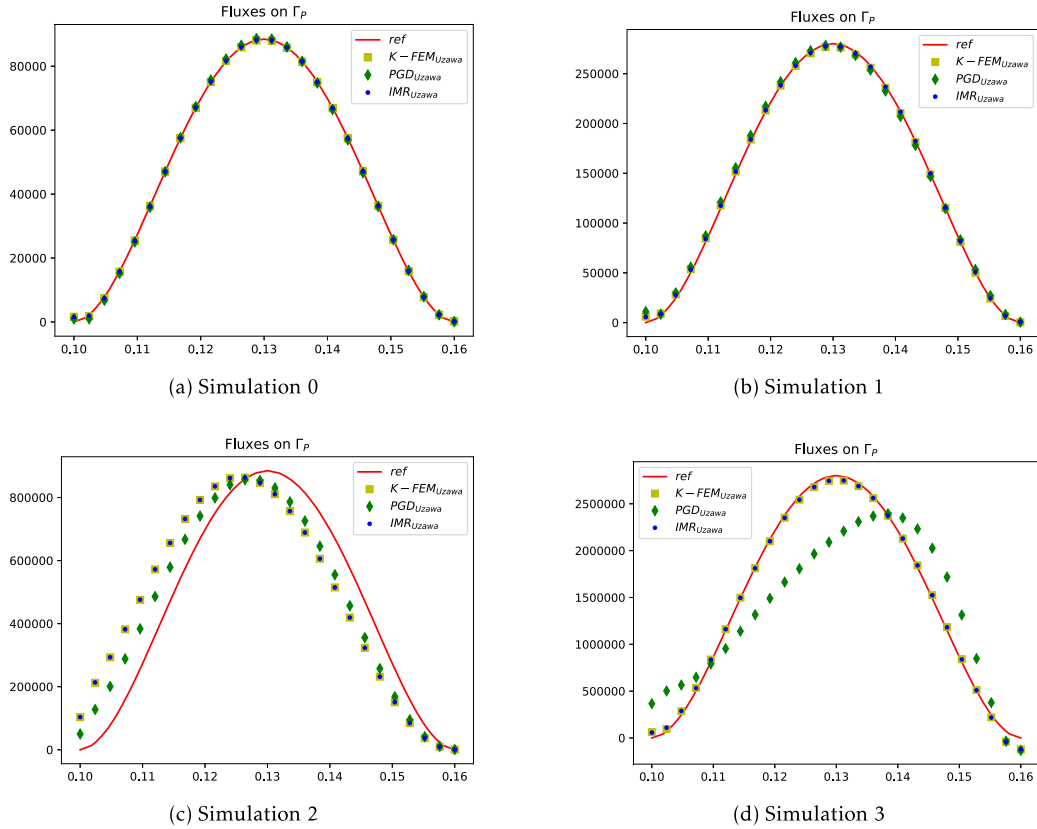 Fluxes on Γ_P
ref
K − FEM_Uzawa
PGD_Uzawa
IMR_Uzawa
80000
60000
40000
20000
0
0.10 0.11 0.12 0.13 0.14 0.15 0.16
(a) Simulation 0
Fluxes on Γ_P
ref
K − FEM_Uzawa
PGD_Uzawa
IMR_Uzawa
250000
200000
150000
100000
50000
0
0.10 0.11 0.12 0.13 0.14 0.15 0.16
(b) Simulation 1
Fluxes on Γ_P
ref
K − FEM_Uzawa
PGD_Uzawa
IMR_Uzawa
800000
600000
400000
200000
0
0.10 0.11 0.12 0.13 0.14 0.15 0.16
(c) Simulation 2
Fluxes on Γ_P
ref
K − FEM_Uzawa
PGD_Uzawa
IMR_Uzawa
2500000
2000000
1500000
1000000
500000
0
0.10 0.11 0.12 0.13 0.14 0.15 0.16
(d) Simulation 3